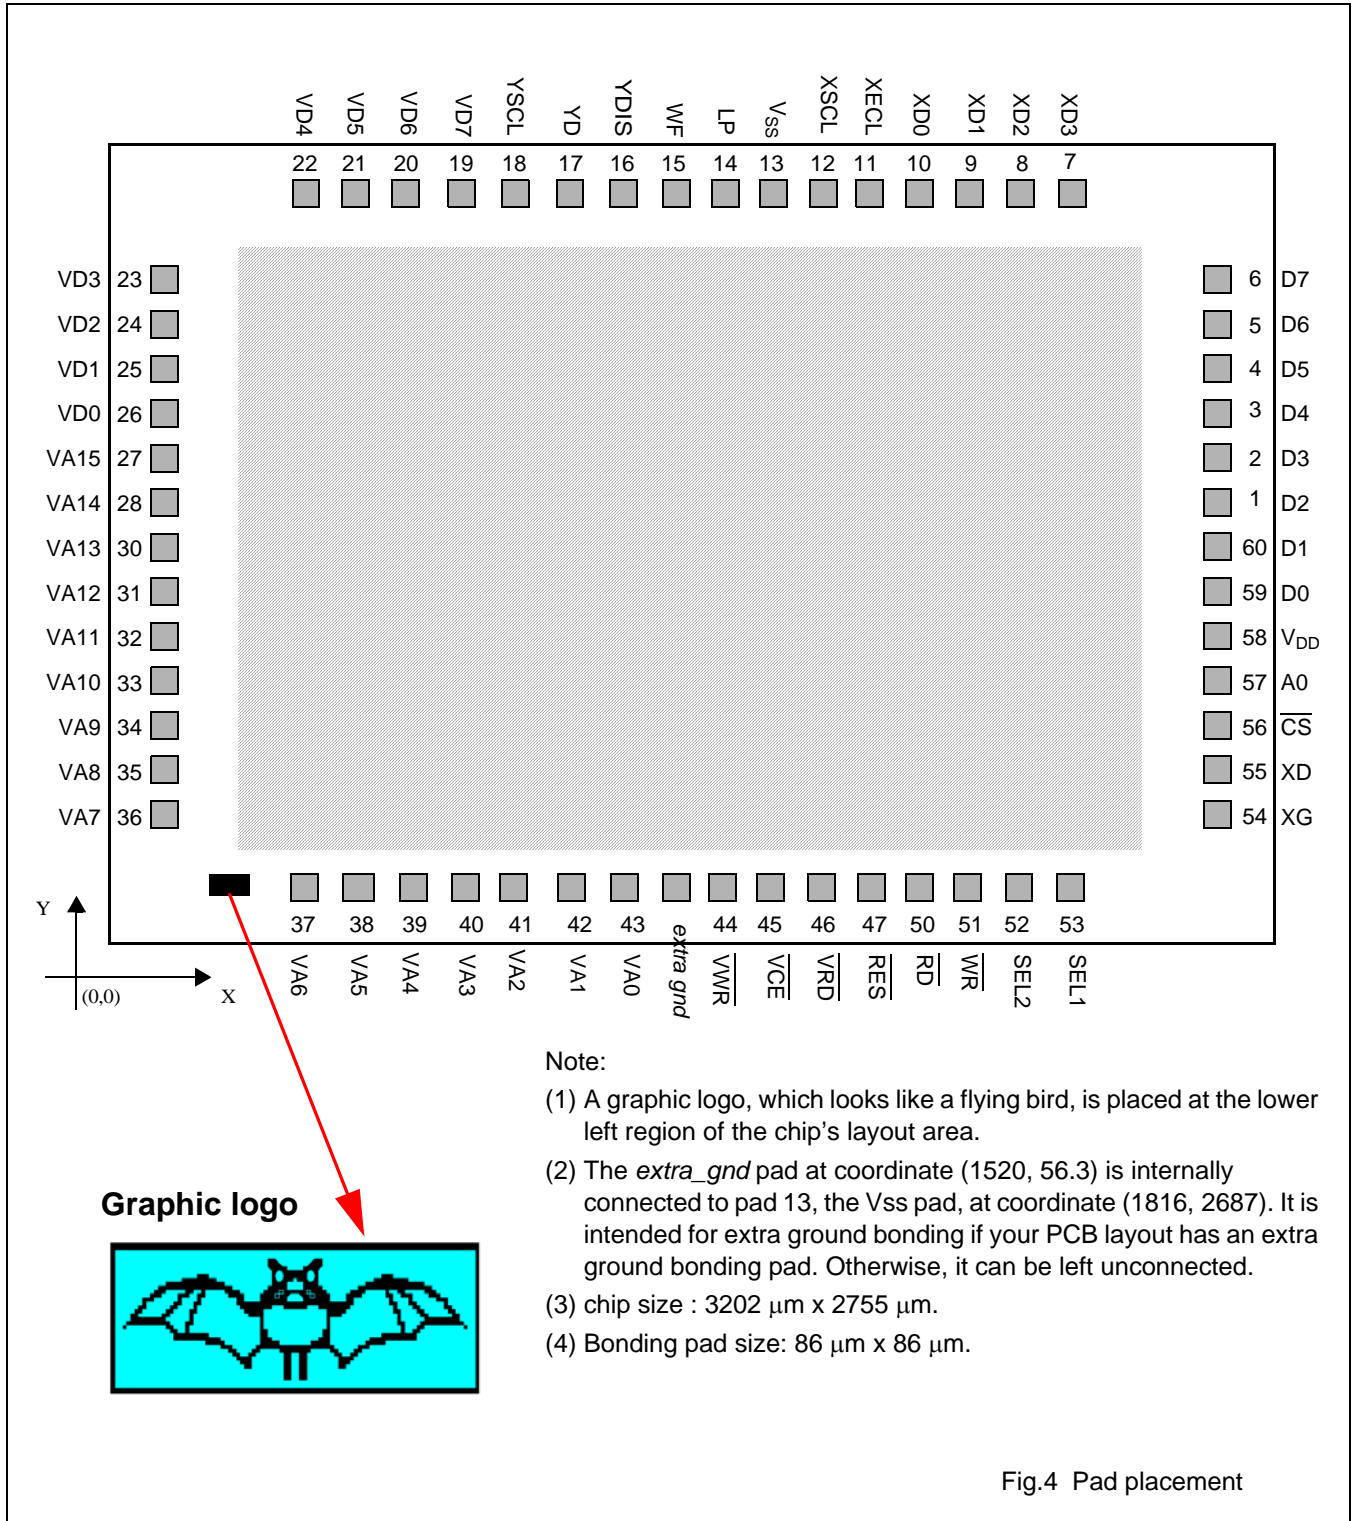 VD4 VD5 VD6 VD7 YSCL YD YDIS WF LP VSS XSCL XECL XD0 XD1 XD2 XD3
22 21 20 19 18 17 16 15 14 13 12 11 10 9 8 7
VD3 23 6 D7
VD2 24 5 D6
VD1 25 4 D5
VD0 26 3 D4
VA15 27 2 D3
VA14 28 1 D2
VA13 30 60 D1
VA12 31 59 D0
VA11 32 58 VDD
VA10 33 57 A0
VA9 34 56 C̅S̅
VA8 35 55 XD
VA7 36 54 XG
Y
37 38 39 40 41 42 43 44 45 46 47 50 51 52 53
VA6 VA5 VA4 VA3 VA2 VA1 VA0 extra gnd V̅W̅R̅ V̅C̅E̅ V̅R̅D̅ R̅E̅S̅ R̅D̅ W̅R̅ SEL2 SEL1
(0,0) X
Note:
(1) A graphic logo, which looks like a flying bird, is placed at the lower
left region of the chip's layout area.
(2) The extra_gnd pad at coordinate (1520, 56.3) is internally
connected to pad 13, the Vss pad, at coordinate (1816, 2687). It is
intended for extra ground bonding if your PCB layout has an extra
ground bonding pad. Otherwise, it can be left unconnected.
(3) chip size : 3202 μm x 2755 μm.
(4) Bonding pad size: 86 μm x 86 μm.
Graphic logo
Fig.4 Pad placement